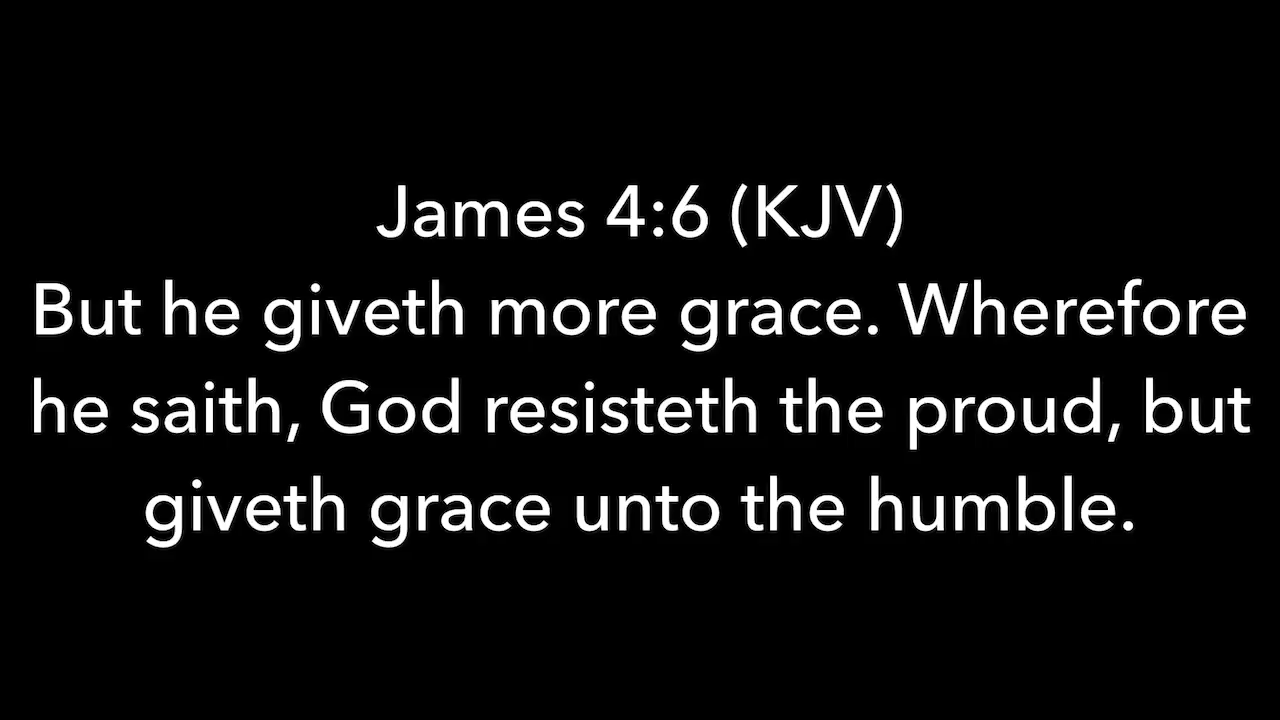 James 4:6 (KJV)
But he giveth more grace. Wherefore
he saith, God resisteth the proud, but
giveth grace unto the humble.